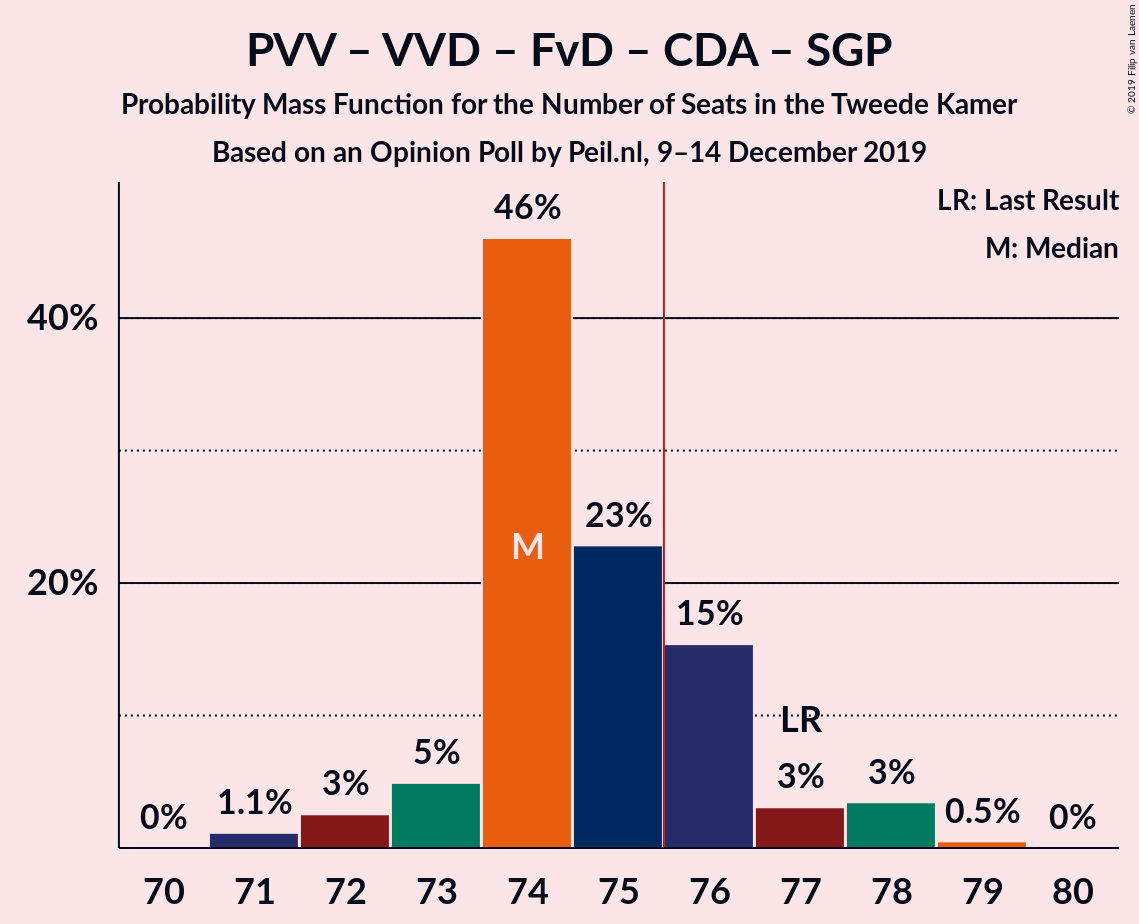 PVV – VVD – FvD – CDA – SGP
Probability Mass Function for the Number of Seats in the Tweede Kamer
Based on an Opinion Poll by Peil.nl, 9–14 December 2019
© 2019 Filip van Laenen
LR: Last Result
M: Median
40%
20%
0%
1.1%
3%
5%
46%
M
23%
15%
LR
3%
3%
0.5%
0%
70 71 72 73 74 75 76 77 78 79 80